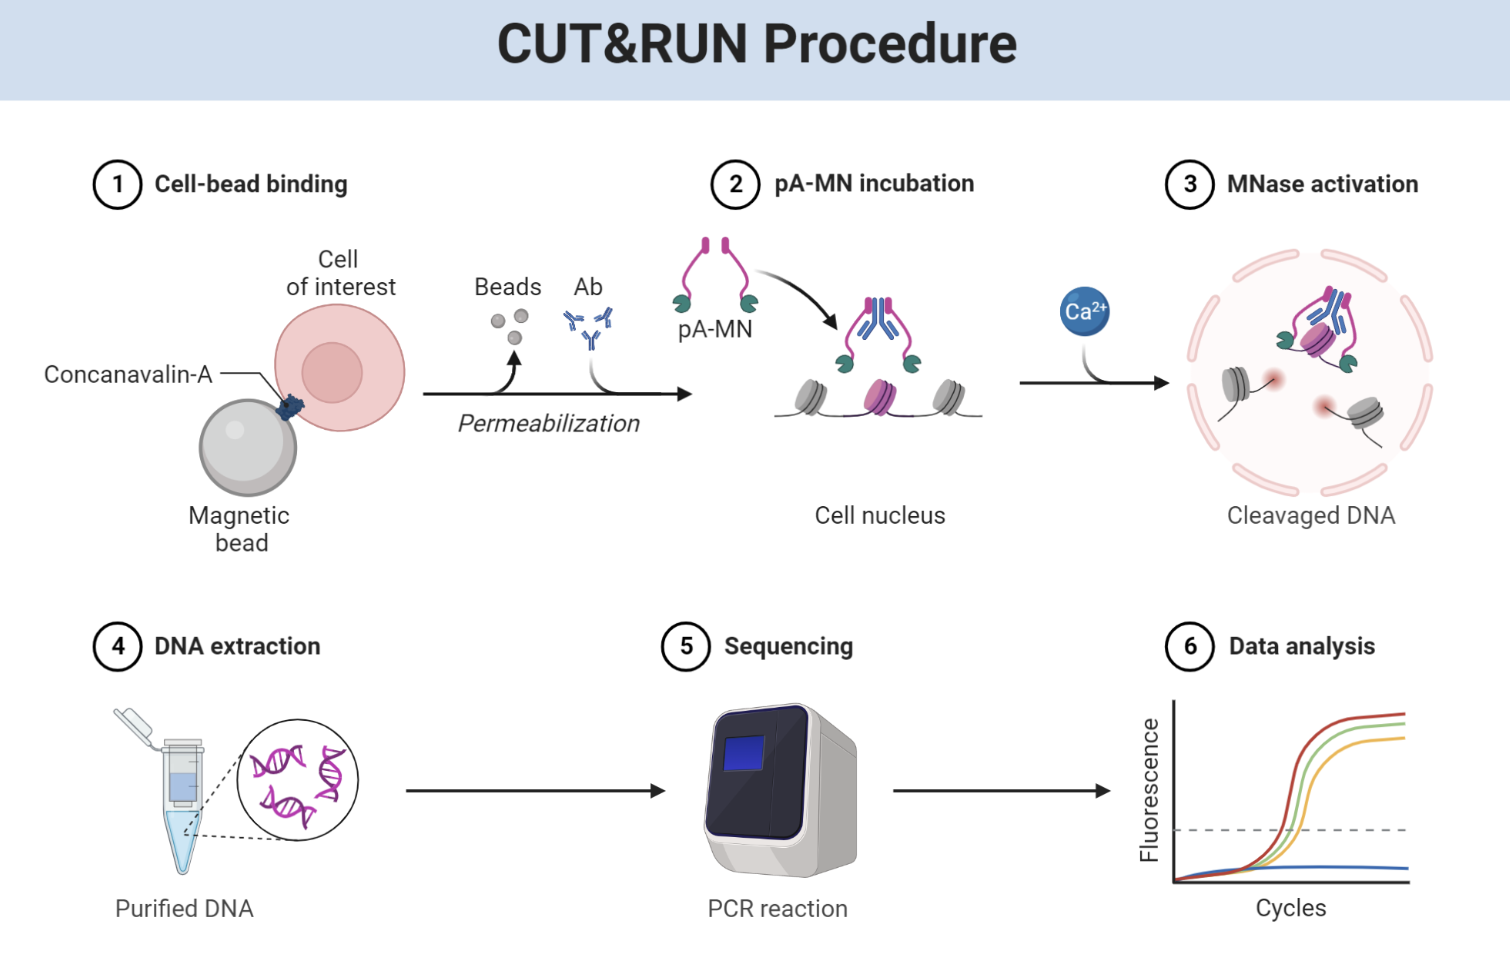 CUT&RUN Procedure
1 Cell-bead binding
Cell
of interest
Concanavalin-A
Magnetic
bead
Beads
Ab
Permeabilization
2 pA-MN incubation
pA-MN
Cell nucleus
Ca2+
3 MNase activation
Cleavaged DNA
4 DNA extraction
Purified DNA
5 Sequencing
PCR reaction
6 Data analysis
Fluorescence
Cycles